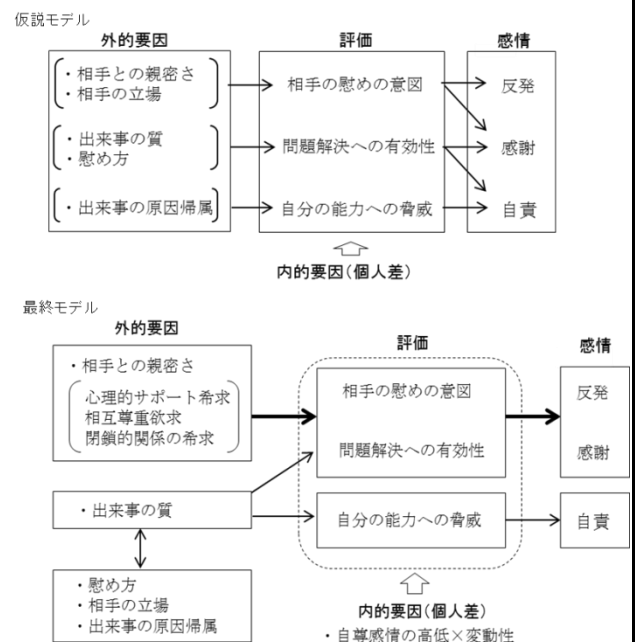 仮説モデル
外的要因
・相手との親密さ
・相手の立場
・出来事の質
・慰め方
・出来事の原因帰属
評価
相手の慰めの意図
問題解決への有効性
自分の能力への脅威
感情
反発
感謝
自責
内的要因(個人差)
最終モデル
外的要因
・相手との親密さ
心理的サポート希求
相互尊重欲求
閉鎖的関係の希求
・出来事の質
・慰め方
・相手の立場
・出来事の原因帰属
評価
相手の慰めの意図
問題解決への有効性
自分の能力への脅威
感情
反発
感謝
自責
内的要因(個人差)
・自尊感情の高低×変動性